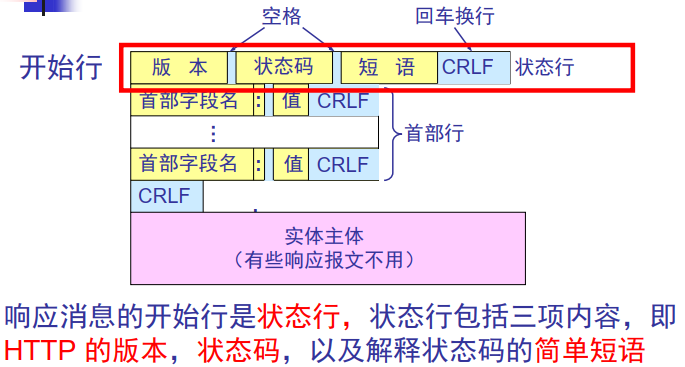 空格 回车换行
开始行 版 本 状态码 短 语 CRLF 状态行
首部字段名 : 值 CRLF
⋮ 首部行
首部字段名 : 值 CRLF
CRLF
实体主体
（有些响应报文不用）
响应消息的开始行是状态行，状态行包括三项内容，即
HTTP 的版本，状态码，以及解释状态码的简单短语